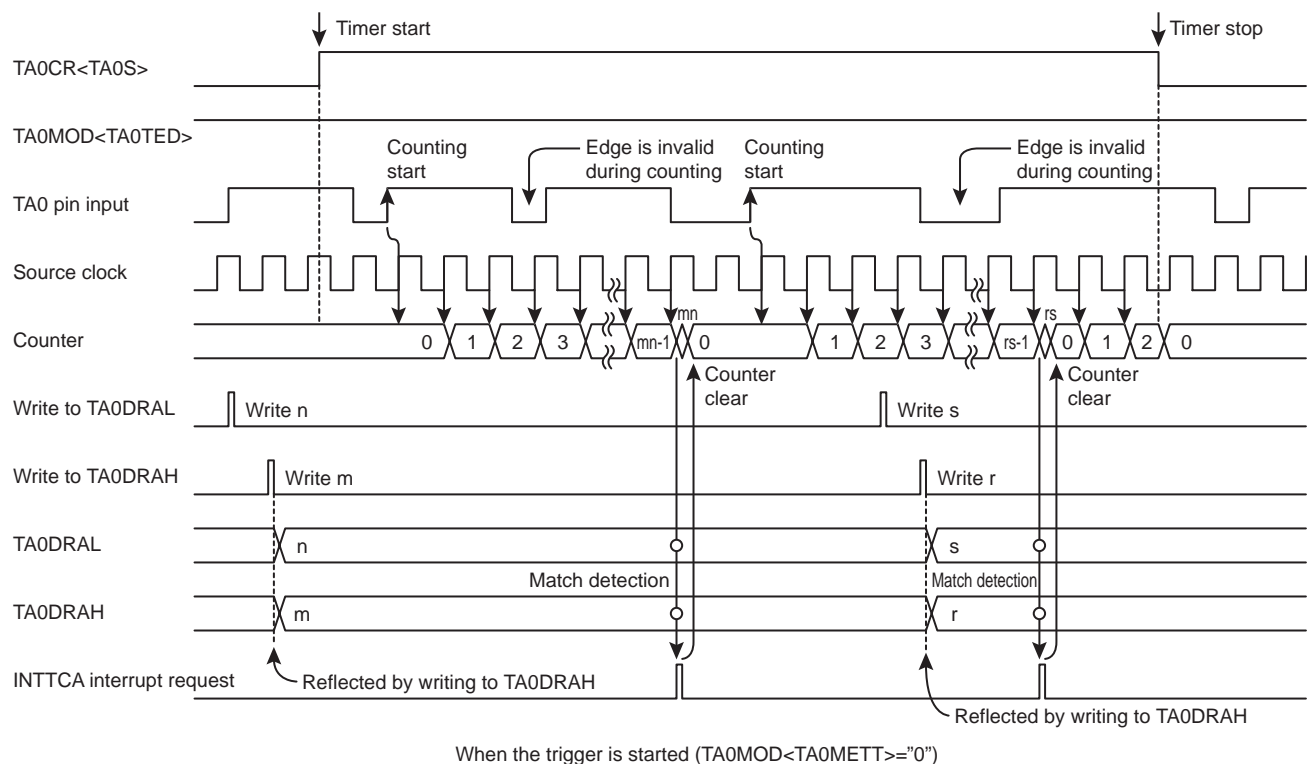 Timer start
Timer stop
TA0CR<TA0S>
TA0MOD<TA0TED>
Counting
start
Edge is invalid
during counting
Counting
start
Edge is invalid
during counting
TA0 pin input
Source clock
mn
rs
Counter
0 1 2 3 mn-1 0 1 2 3 rs-1 0 1 2 0
Counter
clear
Counter
clear
Write to TA0DRAL
Write n
Write s
Write to TA0DRAH
Write m
Write r
TA0DRAL
n
s
Match detection
Match detection
TA0DRAH
m
r
INTTCA interrupt request
Reflected by writing to TA0DRAH
Reflected by writing to TA0DRAH
When the trigger is started (TA0MOD<TA0METT>=”0”)